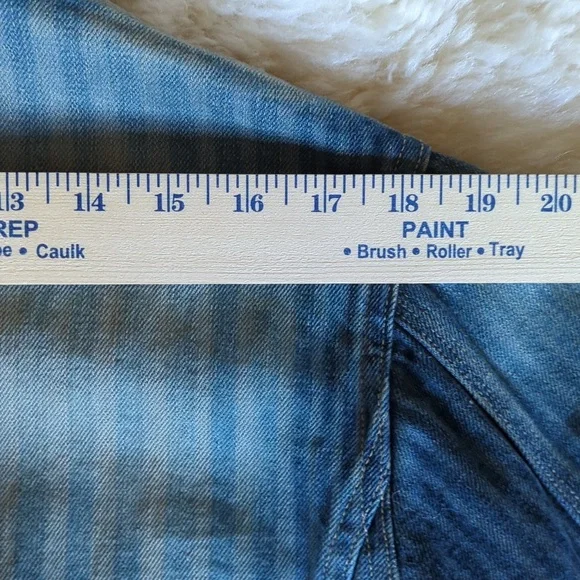 13 14 15 16 17 18 19 20
REP PAINT
• Caulk • Brush • Roller • Tray